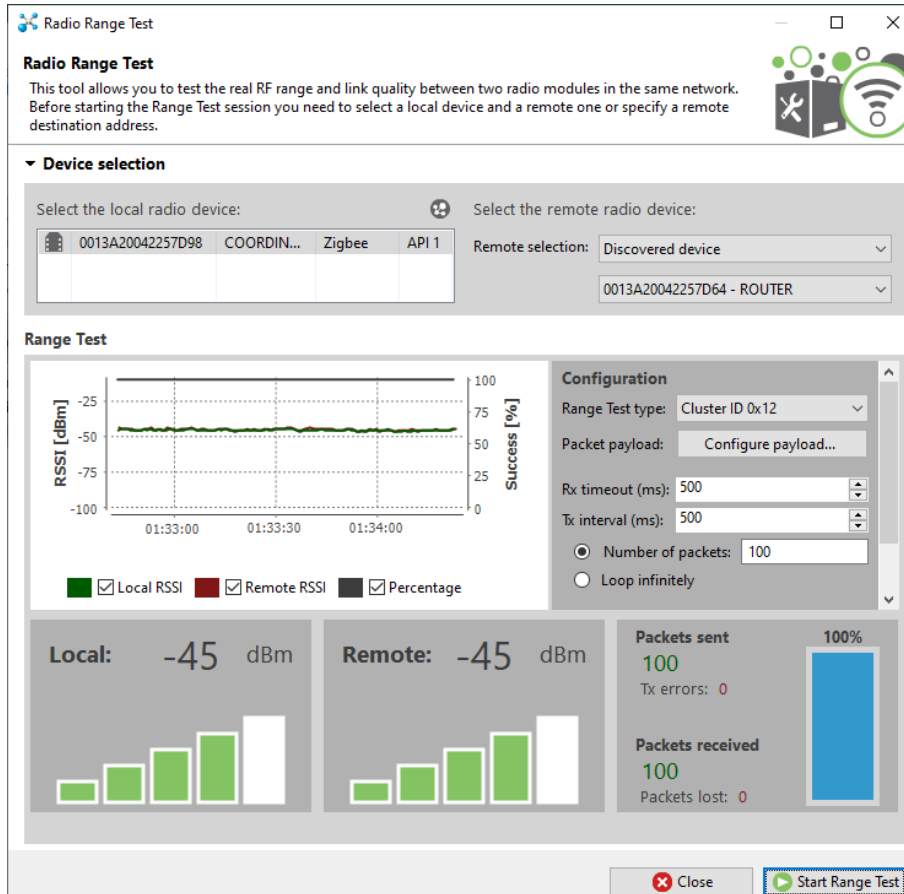 Radio Range Test
Radio Range Test
This tool allows you to test the real RF range and link quality between two radio modules in the same network.
Before starting the Range Test session you need to select a local device and a remote one or specify a remote
destination address.
Device selection
Select the local radio device:
0013A20042257D98 COORDIN... Zigbee API 1
Select the remote radio device:
Remote selection: Discovered device
0013A20042257D64 - ROUTER
Range Test
RSSI [dBm]
-25
-50
-75
-100
01:33:00 01:33:30 01:34:00
100
75
50
25
0
Success [%]
Local RSSI Remote RSSI Percentage
Configuration
Range Test type: Cluster ID 0x12
Packet payload: Configure payload...
Rx timeout (ms): 500
Tx interval (ms): 500
Number of packets: 100
Loop infinitely
Local: -45 dBm
Remote: -45 dBm
Packets sent
100
Tx errors: 0
Packets received
100
Packets lost: 0
100%
Close Start Range Test